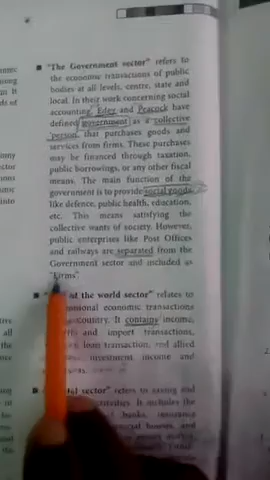 "The Government sector" refers to
the economic transactions of public
bodies at all levels, centre, state and
local. In their work concerning social
accounting, Edey and Peacock have
defined government as a collective
'person, that purchases goods and
services from firms. These purchases
may be financed through taxation,
public borrowings, or any other fiscal
means. The main function of the
government is to provide social goods
like defence, public health, education,
etc. This means satisfying the
collective wants of society. However,
public enterprises like Post Offices
and railways are separated from the
Government sector and included as
"Firms"
of the world sector" relates to
economic transactions
country. It contains income,
and import transactions,
loan transaction, and allied
investment income and
sector" refers to saving and
It includes the
banks, insurance
houses, and